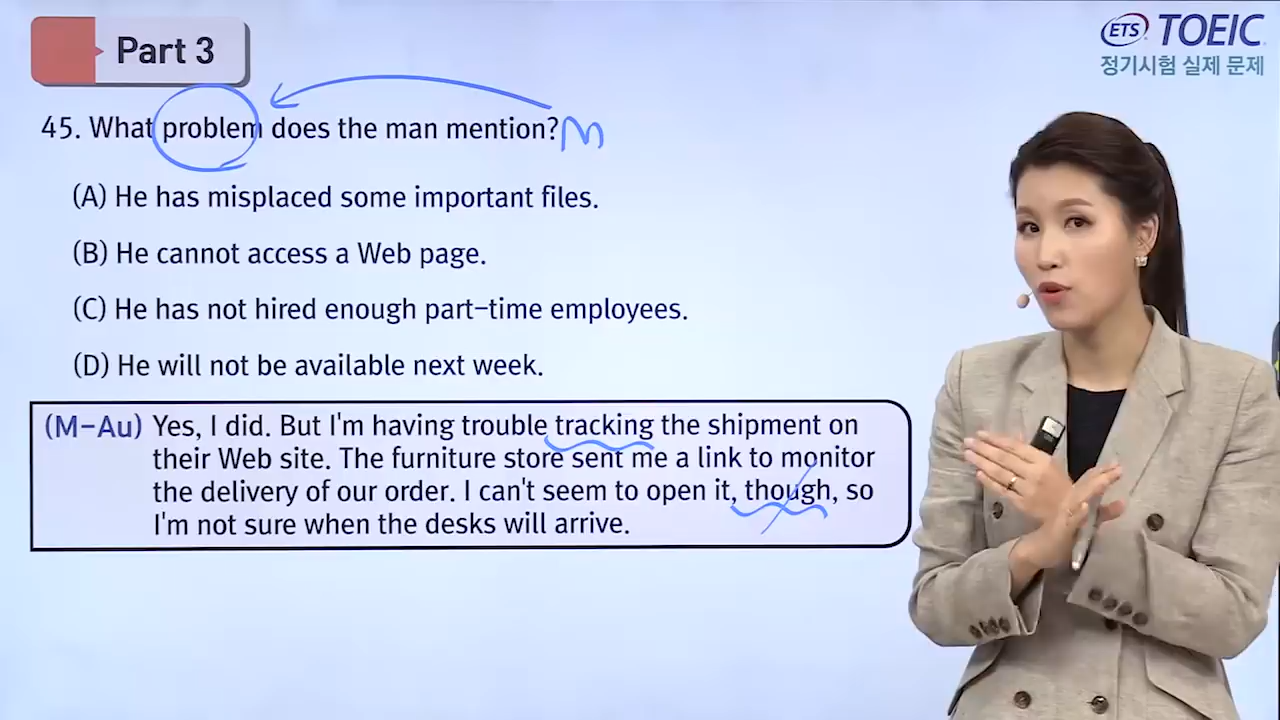 Part 3
ETS TOEIC
정기시험 실제 문제
45. What problem does the man mention? M
(A) He has misplaced some important files.
(B) He cannot access a Web page.
(C) He has not hired enough part-time employees.
(D) He will not be available next week.
(M-Au) Yes, I did. But I'm having trouble tracking the shipment on
their Web site. The furniture store sent me a link to monitor
the delivery of our order. I can't seem to open it, though, so
I'm not sure when the desks will arrive.